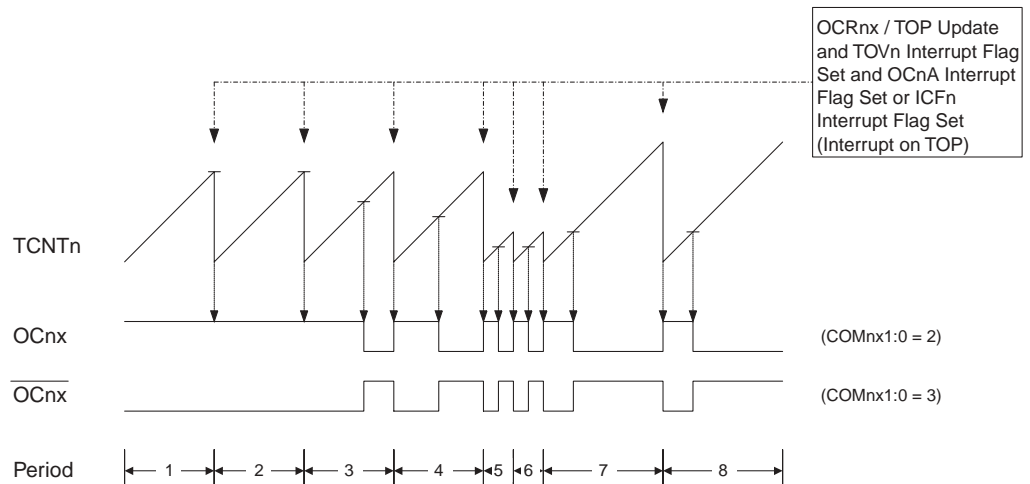 OCRnx / TOP Update
and TOVn Interrupt Flag
Set and OCnA Interrupt
Flag Set or ICFn
Interrupt Flag Set
(Interrupt on TOP)
TCNTn
OCnx
(COMnx1:0 = 2)
OCnx
(COMnx1:0 = 3)
Period 1 2 3 4 5 6 7 8